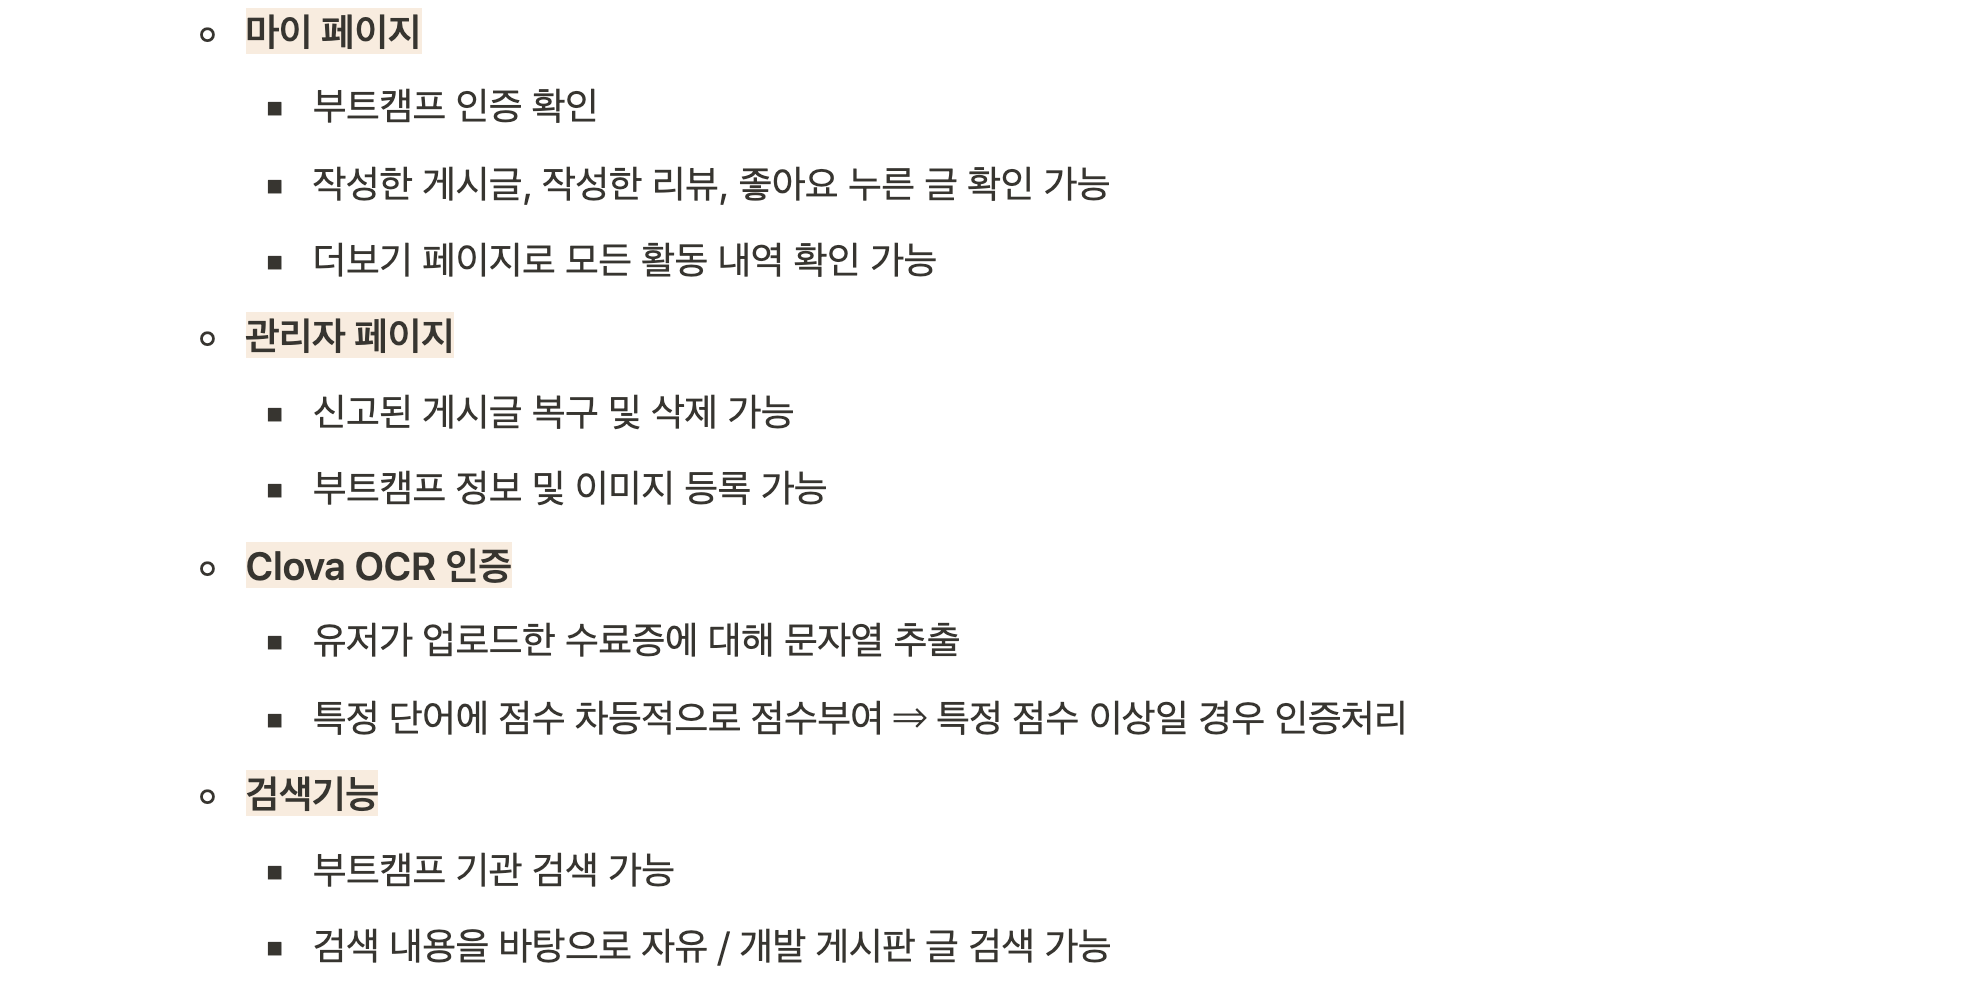 마이 페이지
부트캠프 인증 확인
작성한 게시글, 작성한 리뷰, 좋아요 누른 글 확인 가능
더보기 페이지로 모든 활동 내역 확인 가능
관리자 페이지
신고된 게시글 복구 및 삭제 가능
부트캠프 정보 및 이미지 등록 가능
Clova OCR 인증
유저가 업로드한 수료증에 대해 문자열 추출
특정 단어에 점수 차등적으로 점수부여 ⇒ 특정 점수 이상일 경우 인증처리
검색기능
부트캠프 기관 검색 가능
검색 내용을 바탕으로 자유 / 개발 게시판 글 검색 가능